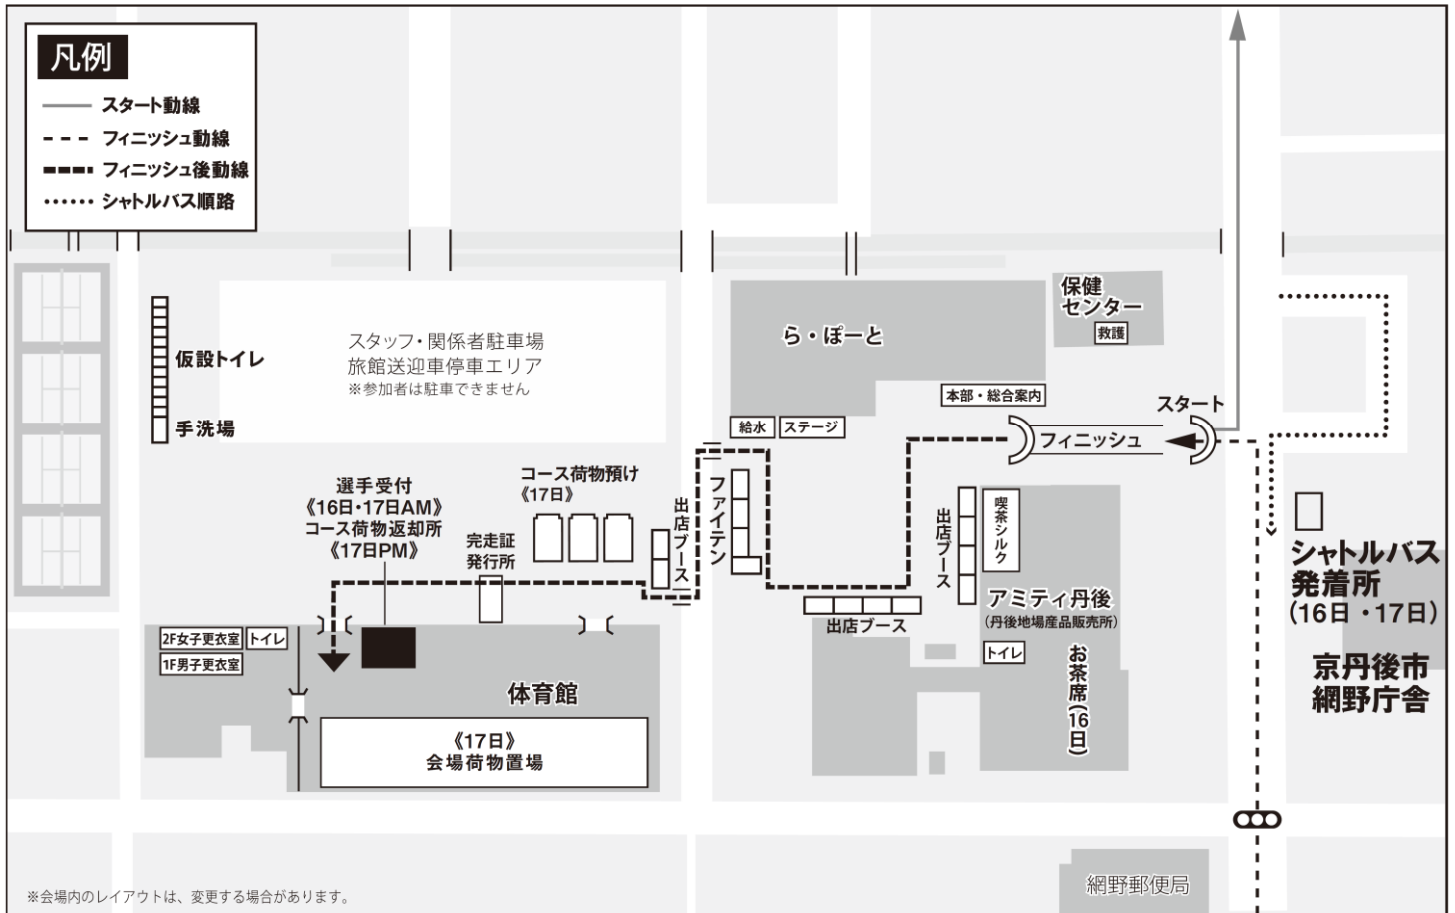 凡例
スタート動線
フィニッシュ動線
フィニッシュ後動線
シャトルバス順路
保健
センター
救護
ら・ぽーと
スタッフ・関係者駐車場
旅館送迎車停車エリア
※参加者は駐車できません
仮設トイレ
手洗場
本部・総合案内
スタート
フィニッシュ
給水
ステージ
コース荷物預け
《17日》
選手受付
《16日・17日AM》
コース荷物返却所
《17日PM》
完走証
発行所
出店ブース
ファイテン
出店ブース
喫茶シルク
シャトルバス
発着所
(16日・17日)
アミティ丹後
(丹後地場産品販売所)
出店ブース
2F女子更衣室
トイレ
1F男子更衣室
トイレ
お茶席(16日)
京丹後市
網野庁舎
体育館
《17日》
会場荷物置場
網野郵便局
※会場内のレイアウトは、変更する場合があります。